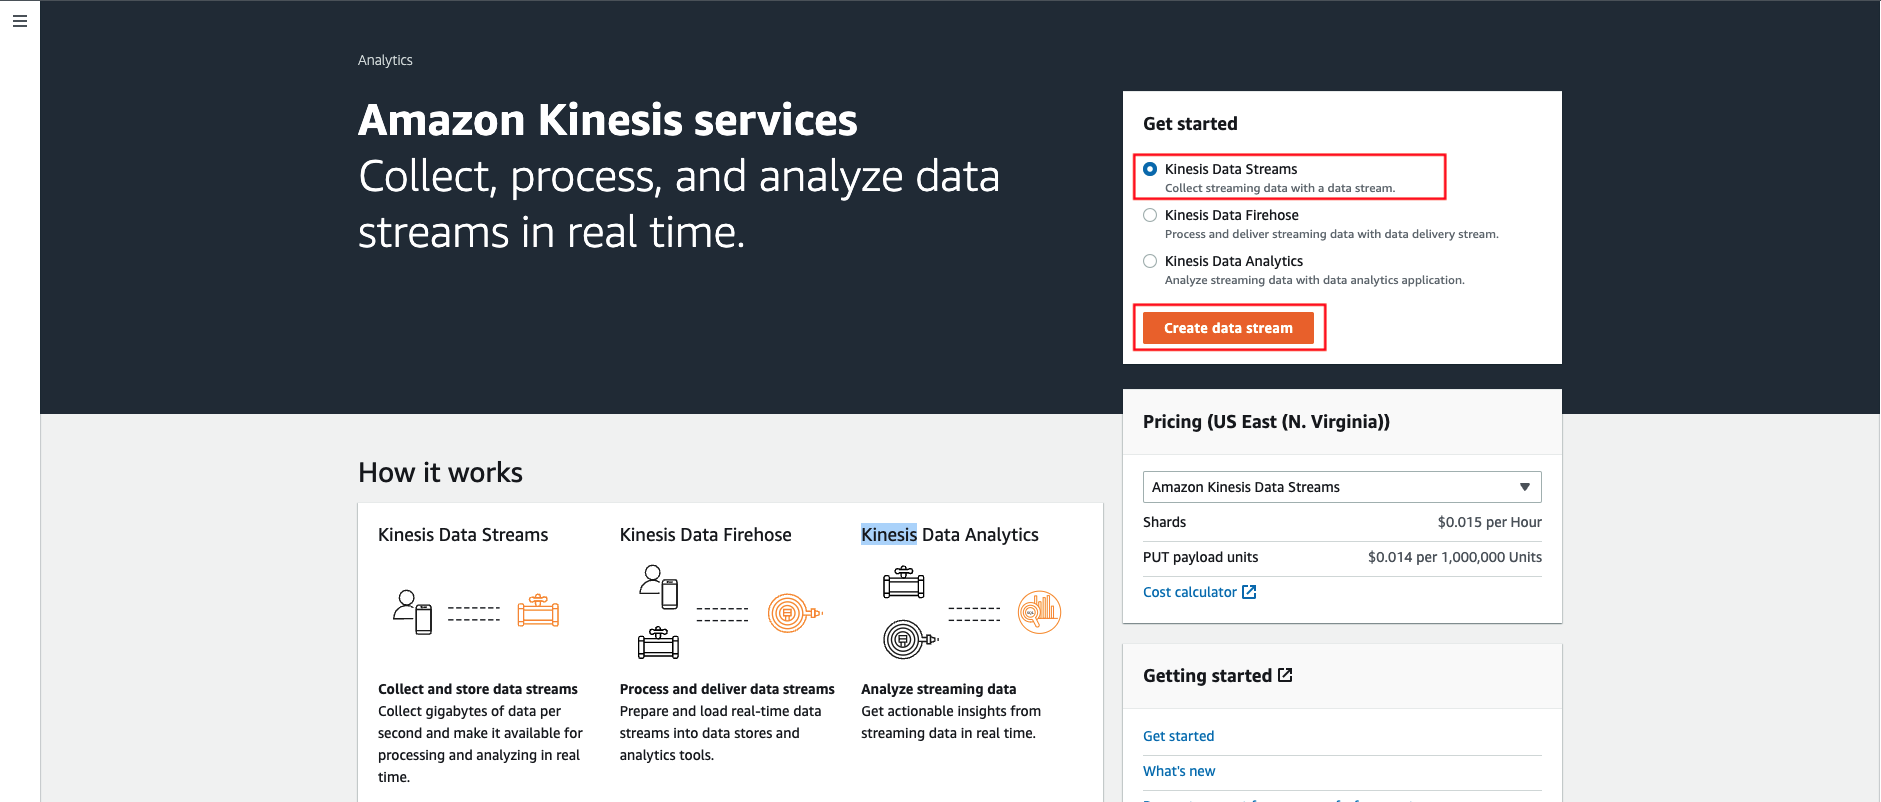 Analytics
Amazon Kinesis services
Collect, process, and analyze data
streams in real time.
Get started
Kinesis Data Streams
Collect streaming data with a data stream.
Kinesis Data Firehose
Process and deliver streaming data with data delivery stream.
Kinesis Data Analytics
Analyze streaming data with data analytics application.
Create data stream
Pricing (US East (N. Virginia))
Amazon Kinesis Data Streams
Shards $0.015 per Hour
PUT payload units $0.014 per 1,000,000 Units
Cost calculator
Getting started
Get started
What's new
How it works
Kinesis Data Streams
Collect and store data streams
Collect gigabytes of data per
second and make it available for
processing and analyzing in real
time.
Kinesis Data Firehose
Process and deliver data streams
Prepare and load real-time data
streams into data stores and
analytics tools.
Kinesis Data Analytics
Analyze streaming data
Get actionable insights from
streaming data in real time.